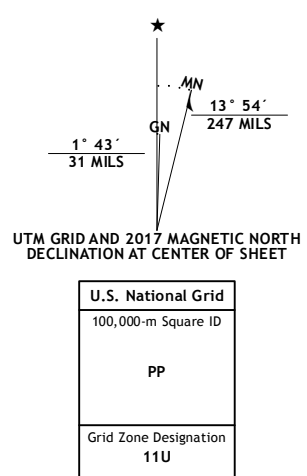 ★
MN
GN
13° 54´
247 MILS
1° 43´
31 MILS
UTM GRID AND 2017 MAGNETIC NORTH
DECLINATION AT CENTER OF SHEET
U.S. National Grid
100,000-m Square ID
PP
Grid Zone Designation
11U